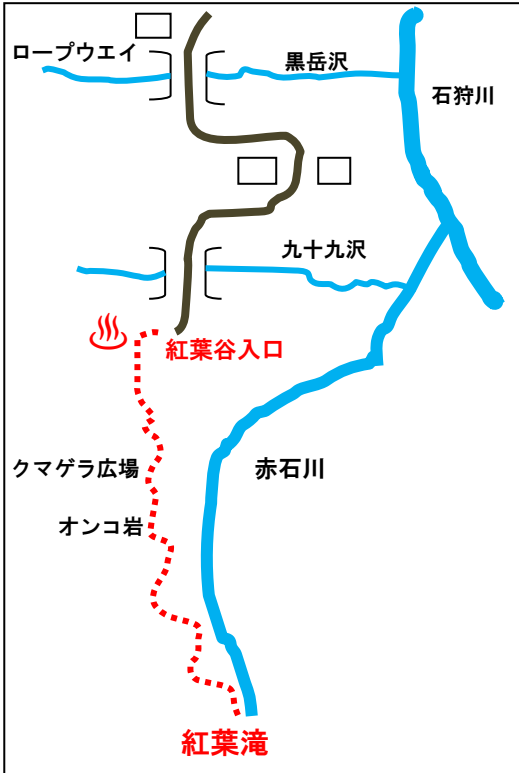 ロープウエイ
黒岳沢
石狩川
九十九沢
紅葉谷入口
クマゲラ広場
赤石川
オンコ岩
紅葉滝